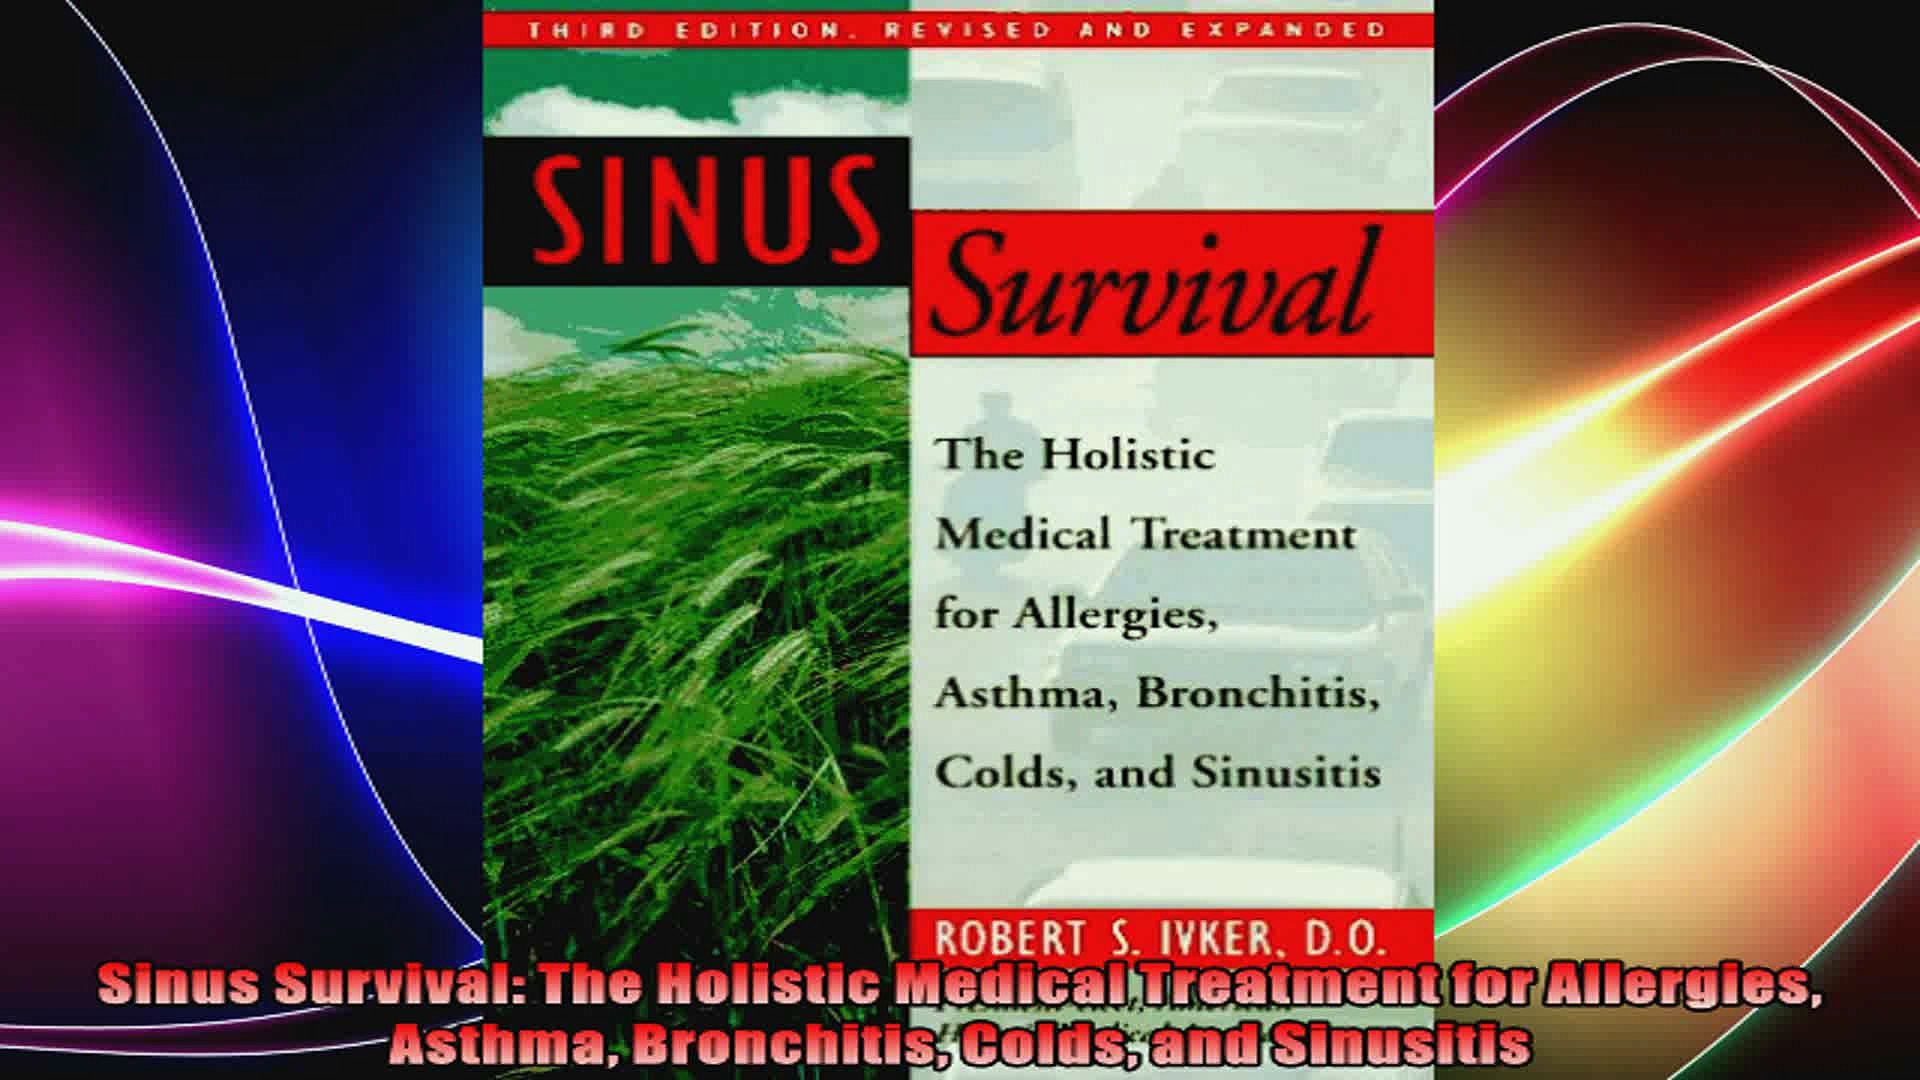 THIRD EDITION, REVISED AND EXPANDED
SINUS
Survival
The Holistic
Medical Treatment
for Allergies,
Asthma, Bronchitis,
Colds, and Sinusitis
ROBERT S. IVKER, D.O.
Sinus Survival: The Holistic Medical Treatment for Allergies,
Asthma, Bronchitis, Colds, and Sinusitis